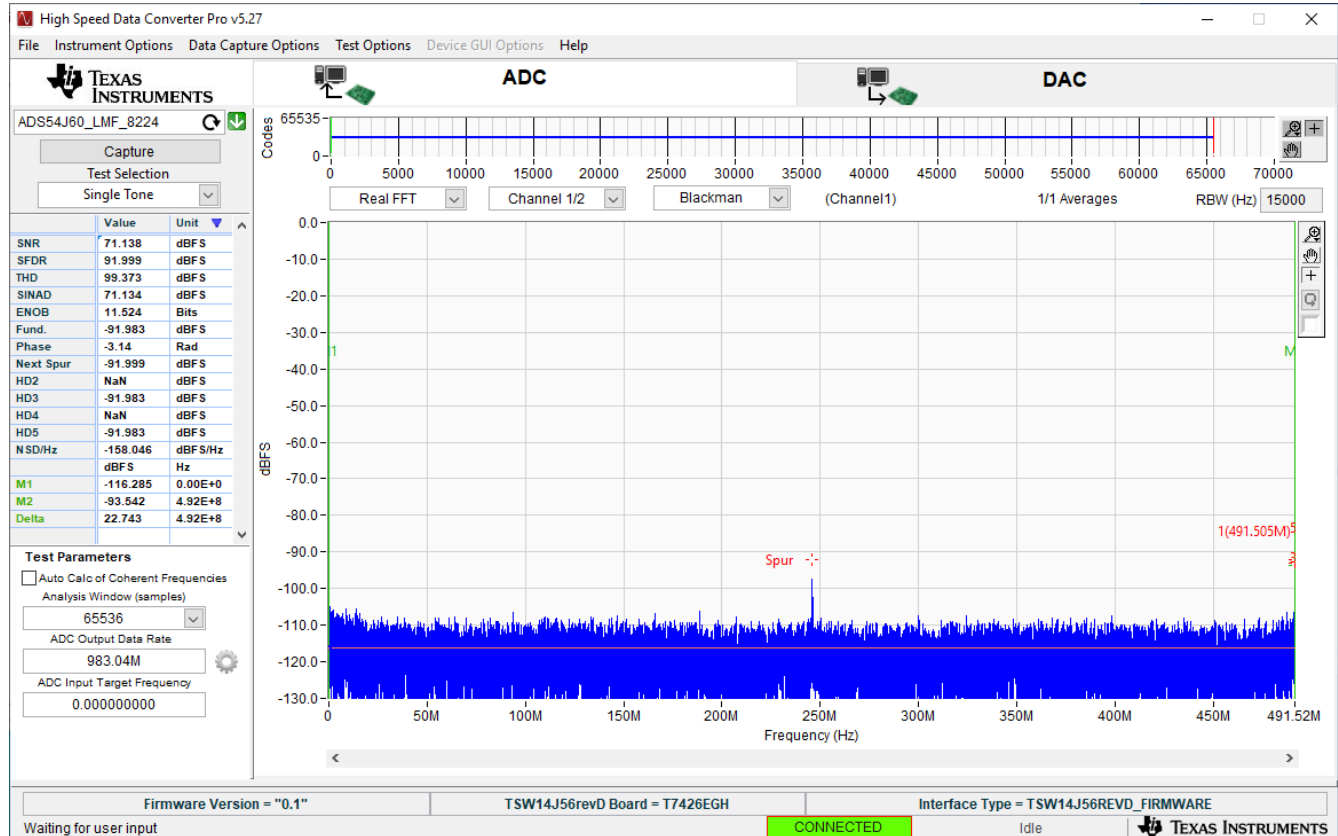 High Speed Data Converter Pro v5.27
File Instrument Options Data Capture Options Test Options Device GUI Options Help
TEXAS INSTRUMENTS
ADC
DAC
ADS54J60_LMF_8224
Capture
Test Selection
Single Tone
Value Unit
SNR 71.138 dBFS
SFDR 91.999 dBFS
THD 99.373 dBFS
SINAD 71.134 dBFS
ENOB 11.524 Bits
Fund. -91.983 dBFS
Phase -3.14 Rad
Next Spur -91.999 dBFS
HD2 NaN dBFS
HD3 -91.983 dBFS
HD4 NaN dBFS
HD5 -91.983 dBFS
NSD/Hz -158.046 dBFS/Hz
dBFS Hz
M1 -116.285 0.00E+0
M2 -93.542 4.92E+8
Delta 22.743 4.92E+8
Test Parameters
Auto Calc of Coherent Frequencies
Analysis Window (samples)
65536
ADC Output Data Rate
983.04M
ADC Input Target Frequency
0.000000000
Codes
65535
0
0 5000 10000 15000 20000 25000 30000 35000 40000 45000 50000 55000 60000 65000 70000
Real FFT Channel 1/2 Blackman (Channel1) 1/1 Averages RBW (Hz) 15000
dBFS
0.0
-10.0
-20.0
-30.0
-40.0
-50.0
-60.0
-70.0
-80.0
-90.0
-100.0
-110.0
-120.0
-130.0
1
M
1(491.505M)
5
Spur
3
0 50M 100M 150M 200M 250M 300M 350M 400M 450M 491.52M
Frequency (Hz)
Firmware Version = "0.1" TSW14J56revD Board = T7426EGH Interface Type = TSW14J56REVD_FIRMWARE
Waiting for user input CONNECTED Idle TEXAS INSTRUMENTS